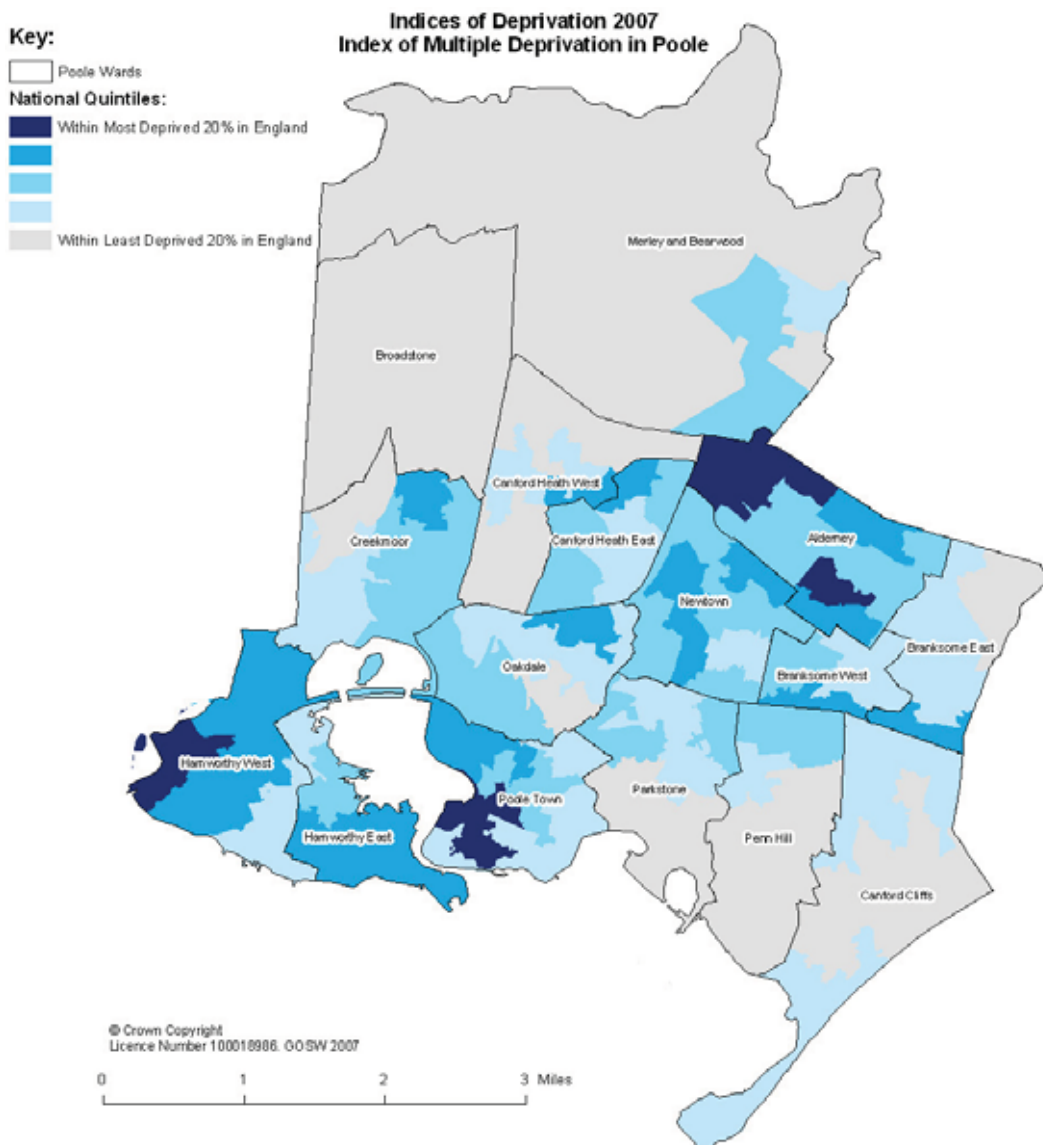 Indices of Deprivation 2007
Index of Multiple Deprivation in Poole
Key:
Poole Wards
National Quintiles:
Within Most Deprived 20% in England
Within Least Deprived 20% in England
Merley and Bearwood
Broadstone
Canford Heath West
Creekmoor
Canford Heath East
Alderney
Newtown
Oakdale
Branksome East
Branksome West
Hamworthy West
Poole Town
Parkstone
Hamworthy East
Penn Hill
Canford Cliffs
© Crown Copyright
Licence Number 100018986. GOSW 2007
0 1 2 3 Miles